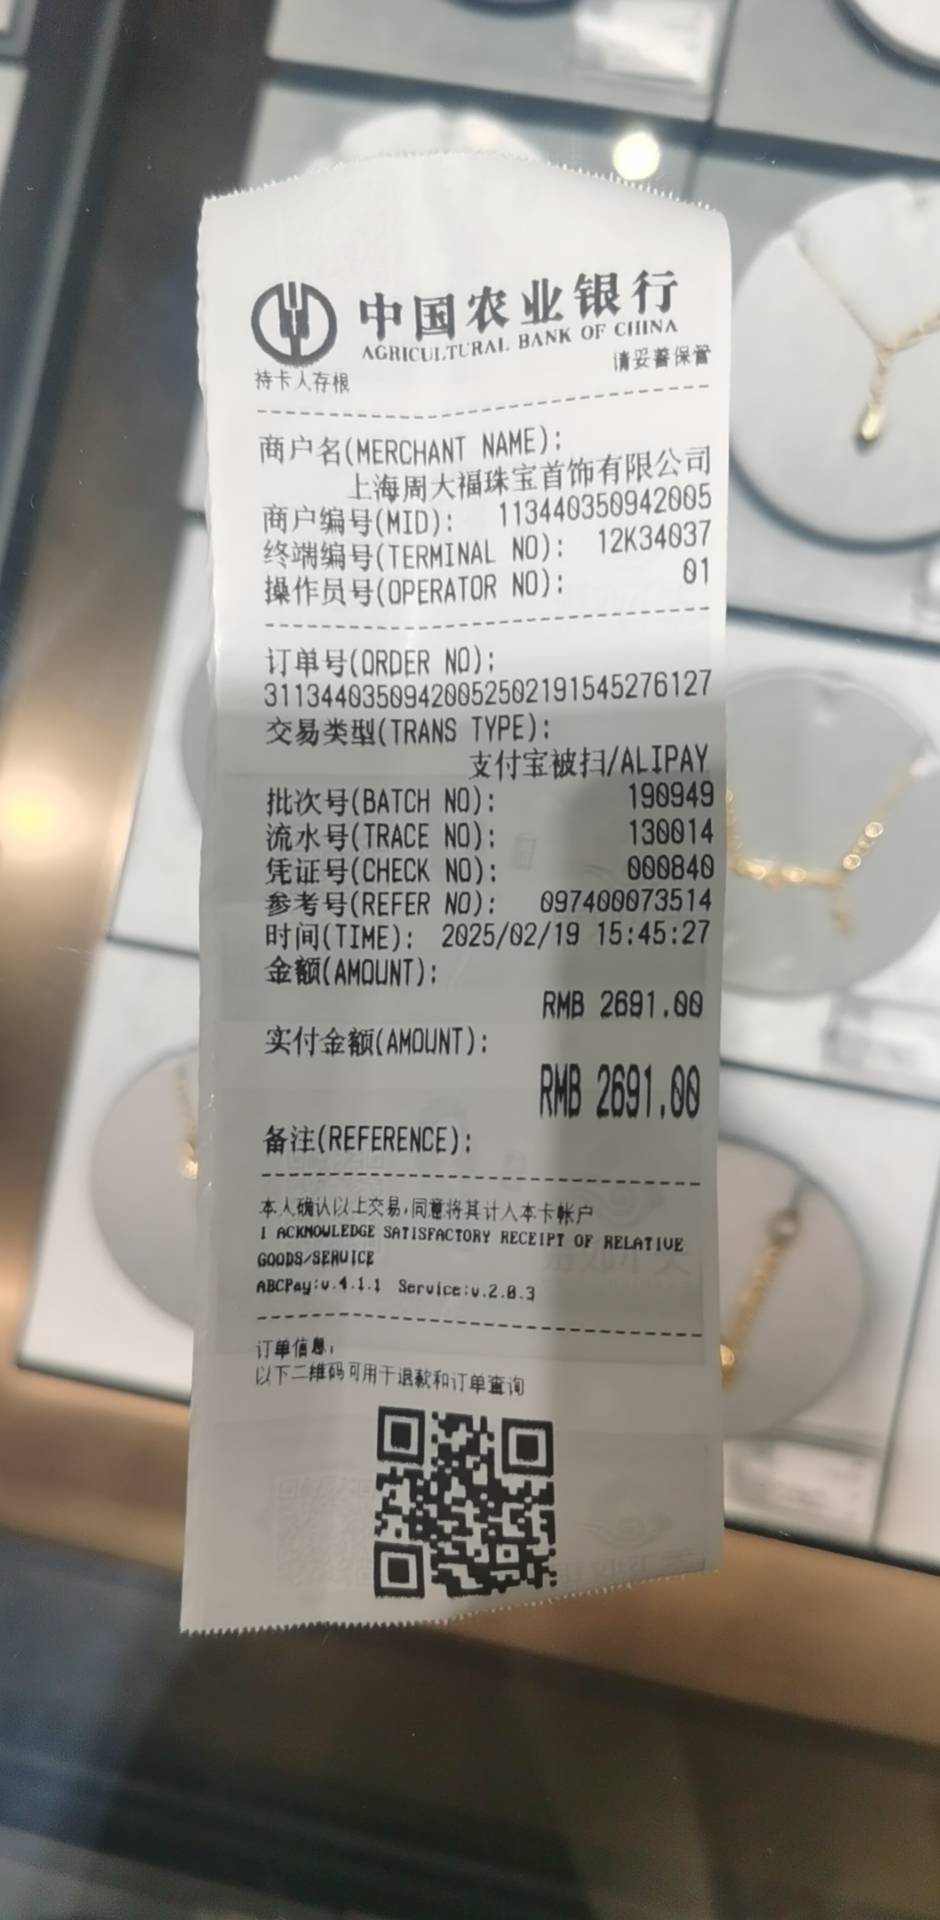 中国农业银行
AGRICULTURAL BANK OF CHINA
持卡人存根 请妥善保管
商户名(MERCHANT NAME):
上海周大福珠宝首饰有限公司
商户编号(MID): 113440350942005
终端编号(TERMINAL NO): 12K34037
操作员号(OPERATOR NO): 01
订单号(ORDER NO):
31134403509420052502191545276127
交易类型(TRANS TYPE):
支付宝被扫/ALIPAY
批次号(BATCH NO): 190949
流水号(TRACE NO): 130014
凭证号(CHECK NO): 000840
参考号(REFER NO): 097400073514
时间(TIME): 2025/02/19 15:45:27
金额(AMOUNT):
RMB 2691.00
实付金额(AMOUNT):
RMB 2691.00
备注(REFERENCE):
本人确认以上交易,同意将其计入本卡帐户
I ACKNOWLEDGE SATISFACTORY RECEIPT OF RELATIVE
GOODS/SERVICE
ABCPay:v.4.1.1 Service:v.2.0.3
订单信息:
以下二维码可用于退款和订单查询